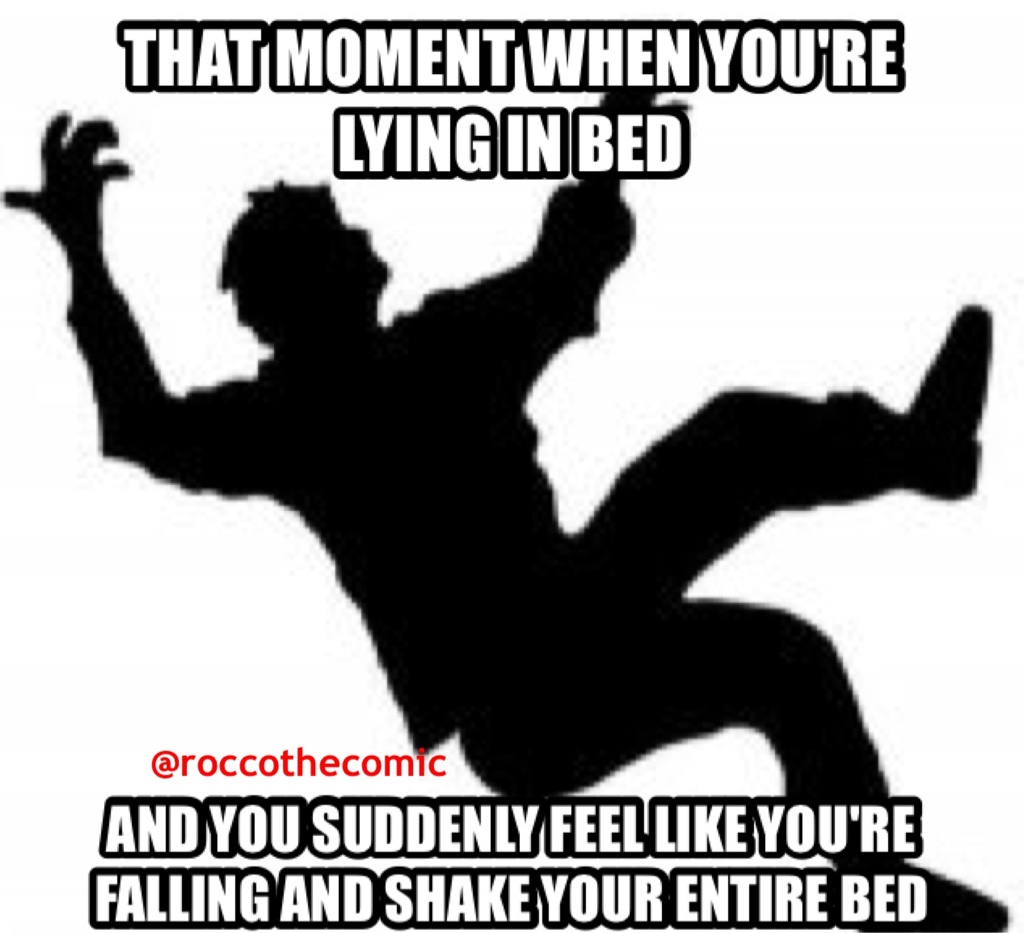 THAT MOMENT WHEN YOU'RE
LYING IN BED
@roccothecomic
AND YOU SUDDENLY FEEL LIKE YOU'RE
FALLING AND SHAKE YOUR ENTIRE BED